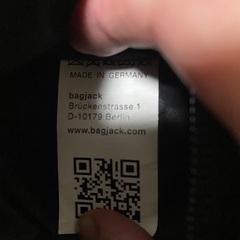 MADE IN GERMANY
bagjack
Brückenstrasse 1
D-10179 Berlin
www.bagjack.com